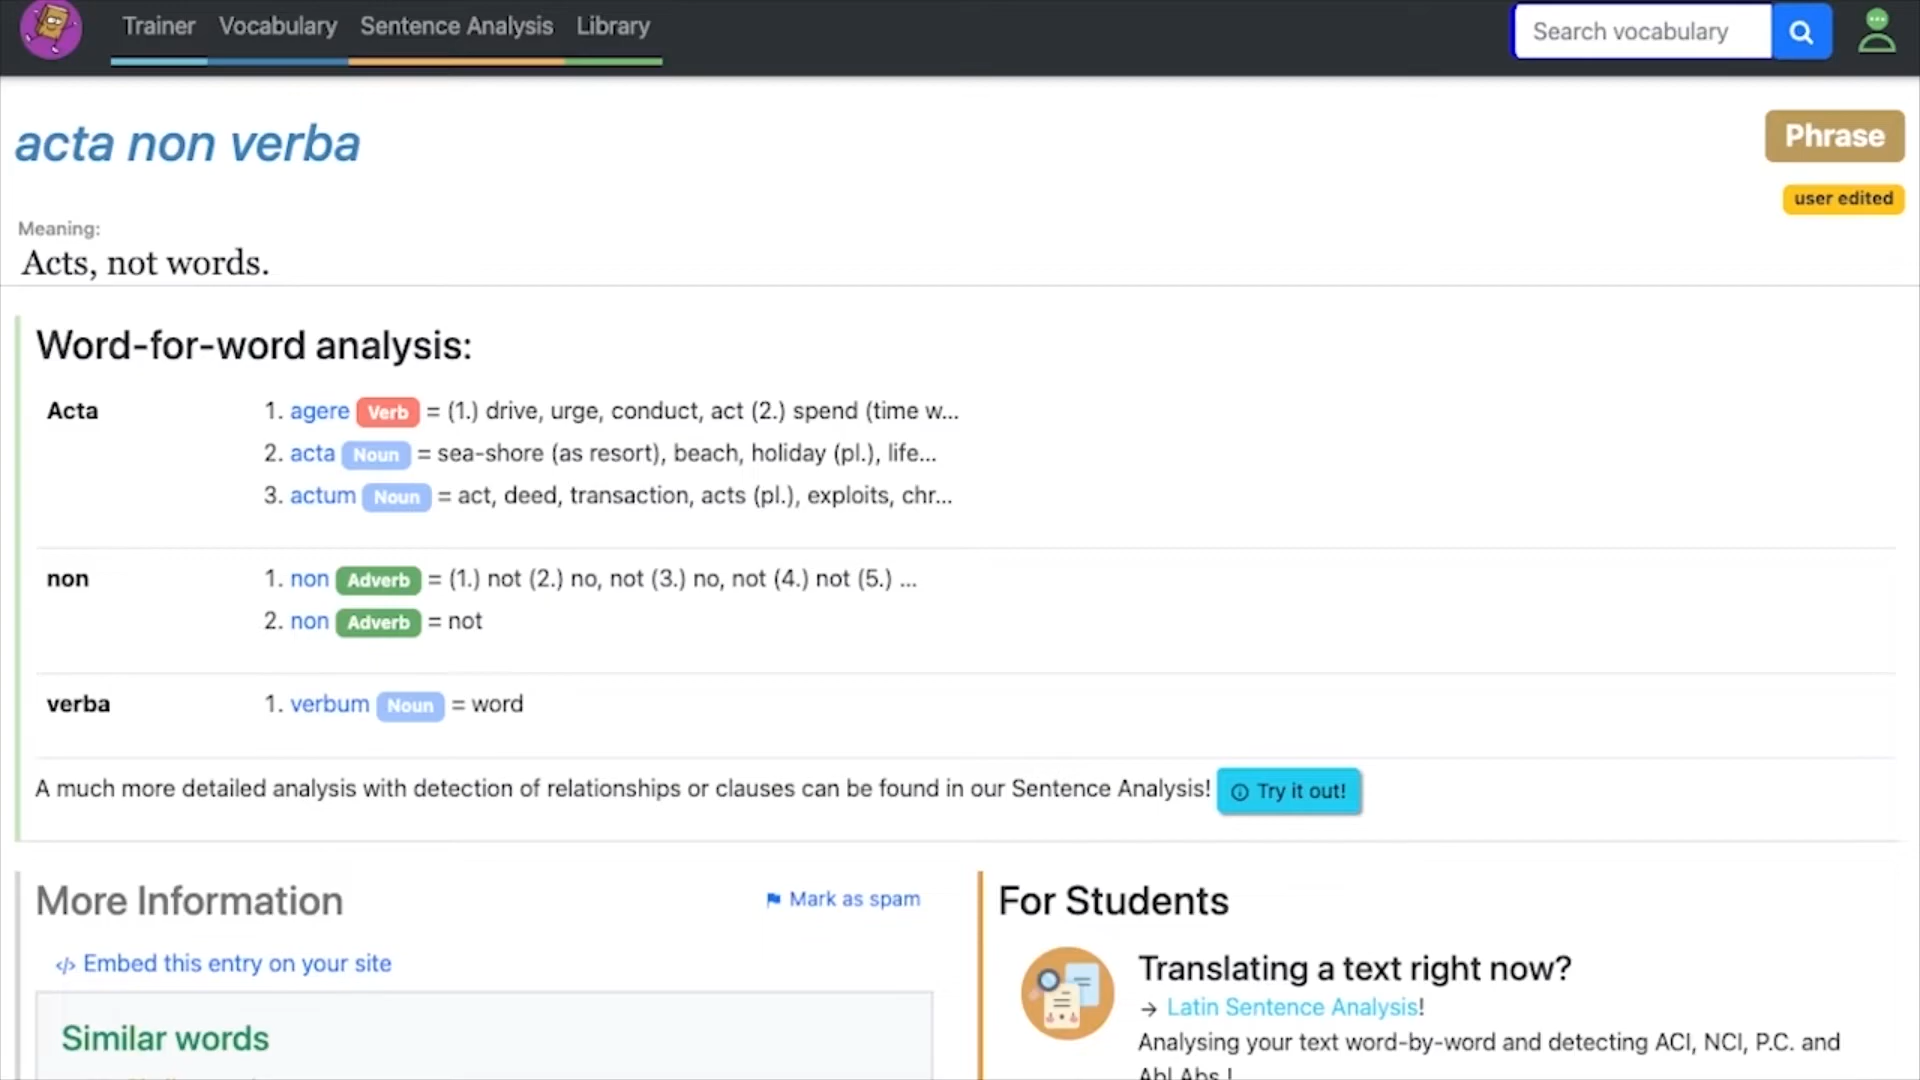 Trainer Vocabulary Sentence Analysis Library Search vocabulary
acta non verba
Phrase
user edited
Meaning:
Acts, not words.
Word-for-word analysis:
Acta 1. agere Verb = (1.) drive, urge, conduct, act (2.) spend (time w...
2. acta Noun = sea-shore (as resort), beach, holiday (pl.), life...
3. actum Noun = act, deed, transaction, acts (pl.), exploits, chr...
non 1. non Adverb = (1.) not (2.) no, not (3.) no, not (4.) not (5.) ...
2. non Adverb = not
verba 1. verbum Noun = word
A much more detailed analysis with detection of relationships or clauses can be found in our Sentence Analysis! Try it out!
More Information
Mark as spam
</> Embed this entry on your site
Similar words
For Students
Translating a text right now?
→ Latin Sentence Analysis!
Analysing your text word-by-word and detecting ACI, NCI, P.C. and
Abl.Abs.!